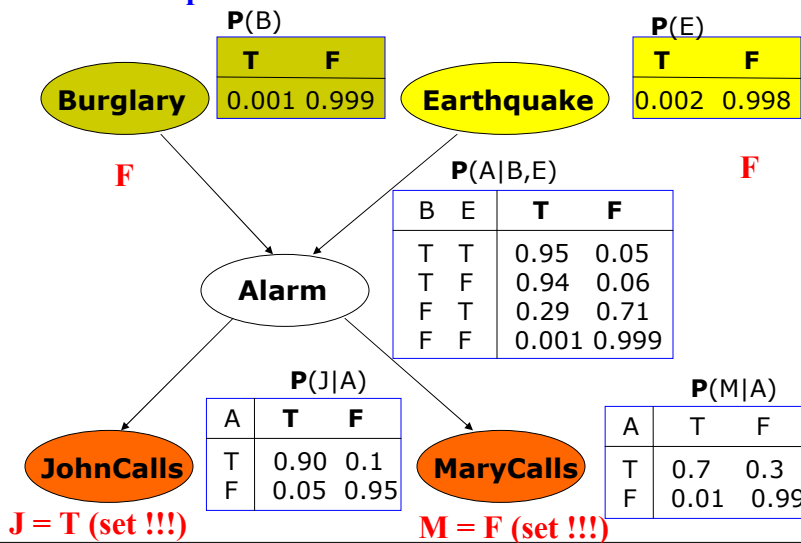 P(B)
T F
0.001 0.999
P(E)
T F
0.002 0.998
Burglary
Earthquake
F
F
P(A|B,E)
B E T F
T T 0.95 0.05
T F 0.94 0.06
F T 0.29 0.71
F F 0.001 0.999
Alarm
P(J|A)
A T F
T 0.90 0.1
F 0.05 0.95
P(M|A)
A T F
T 0.7 0.3
F 0.01 0.99
JohnCalls
MaryCalls
J = T (set !!!)
M = F (set !!!)